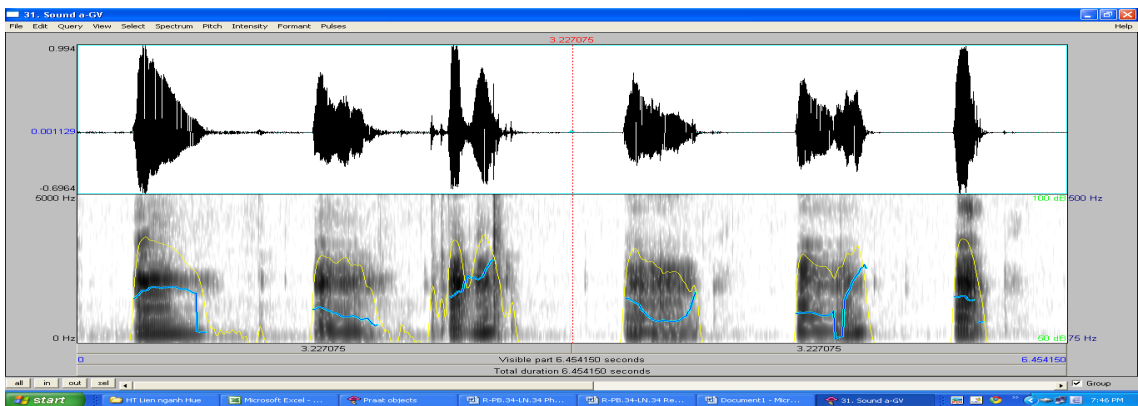 31. Sound a-GV
File Edit Query View Select Spectrum Pitch Intensity Formant Pulses Help
3.227075
0.994
0.001129
-0.6964
5000 Hz 100 dB 500 Hz
0 Hz 50 dB 75 Hz
3.227075 3.227075
0 Visible part 6.454150 seconds 6.454150
Total duration 6.454150 seconds
all in out sel Group
start HT Lien nganh Hue Microsoft Excel - ... Praat objects R-PB.34-LN.34 Ph... R-PB.34-LN.34 Re... Document1 - Micr... 31. Sound a-GV 7:46 PM